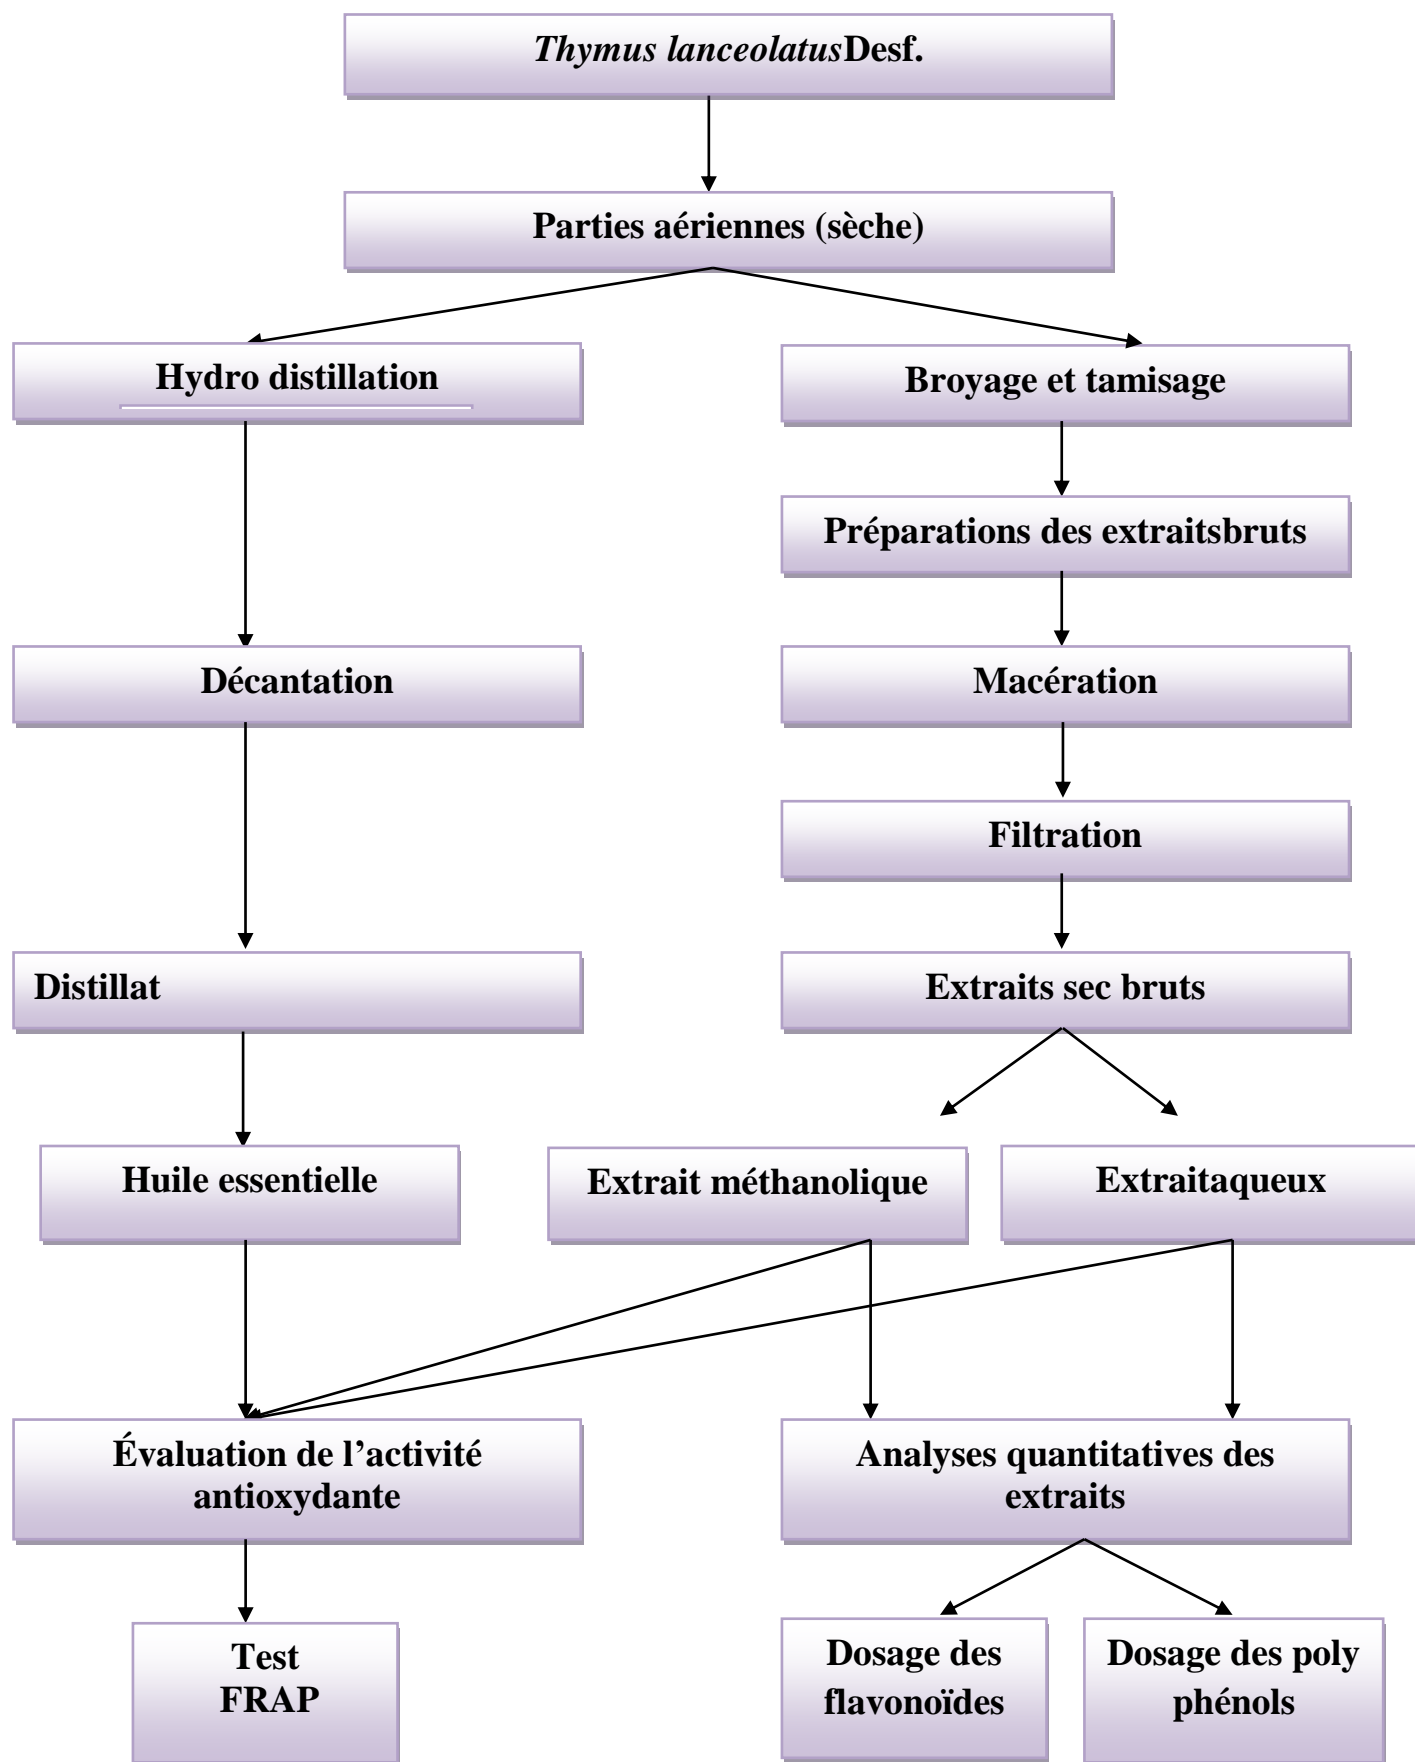 Thymus lanceolatusDesf.
Parties aériennes (sèche)
Hydro distillation
Broyage et tamisage
Préparations des extraitsbruts
Décantation
Macération
Filtration
Distillat
Extraits sec bruts
Huile essentielle
Extrait méthanolique
Extraitaqueux
Évaluation de l’activité
antioxydante
Analyses quantitatives des
extraits
Test
FRAP
Dosage des
flavonoïdes
Dosage des poly
phénols